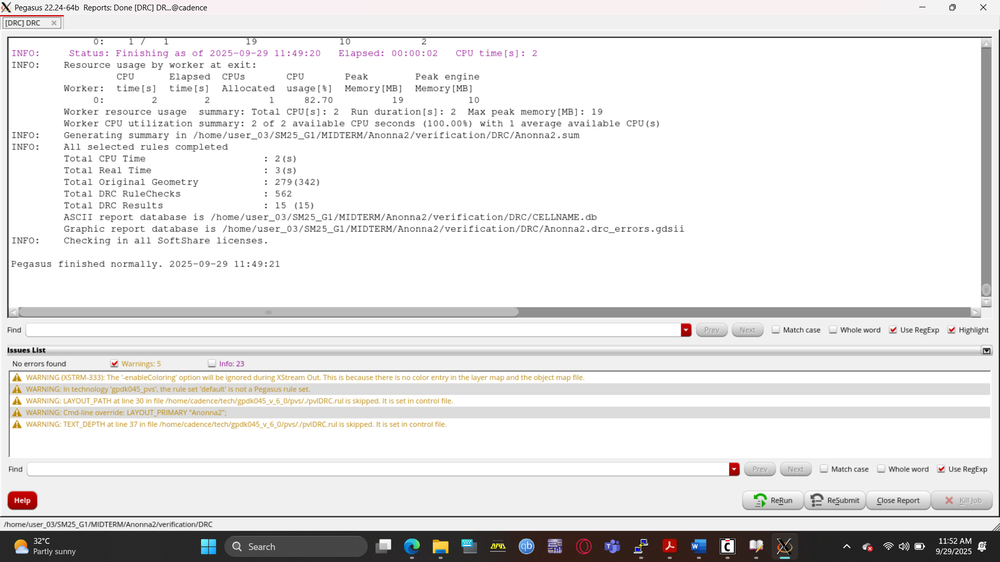 Pegasus 22.24-64b Reports: Done [DRC] DR...@cadence
[DRC] DRC
0: 1 / 1 19 10 2
INFO: Status: Finishing as of 2025-09-29 11:49:20 Elapsed: 00:00:02 CPU time[s]: 2
INFO: Resource usage by worker at exit:
CPU Elapsed CPUs CPU Peak Peak engine
Worker: time[s] time[s] Allocated usage[%] Memory[MB] Memory[MB]
0: 2 2 1 82.70 19 10
Worker resource usage summary: Total CPU[s]: 2 Run duration[s]: 2 Max peak memory[MB]: 19
Worker CPU utilization summary: 2 of 2 available CPU seconds (100.00%) with 1 average available CPU(s)
INFO: Generating summary in /home/user_03/SM25_G1/MIDTERM/Anonna2/verification/DRC/Anonna2.sum
INFO: All selected rules completed
Total CPU Time : 2(s)
Total Real Time : 3(s)
Total Original Geometry : 279(342)
Total DRC RuleChecks : 562
Total DRC Results : 15 (15)
ASCII report database is /home/user_03/SM25_G1/MIDTERM/Anonna2/verification/DRC/CELLNAME.db
Graphic report database is /home/user_03/SM25_G1/MIDTERM/Anonna2/verification/DRC/Anonna2.drc_errors.gdsii
INFO: Checking in all SoftShare licenses.
Pegasus finished normally. 2025-09-29 11:49:21
Find Prev Next Match case Whole word Use RegExp Highlight
Issues List
No errors found Warnings: 5 Info: 23
WARNING (XSTRM-333): The '-enableColoring' option will be ignored during XStream Out. This is because there is no color entry in the layer map and the object map file.
WARNING: In technology 'gpdk045_pvs', the rule set 'default' is not a Pegasus rule set.
WARNING: LAYOUT_PATH at line 30 in file /home/cadence/tech/gpdk045_v_6_0/pvs/./pvlDRC.rul is skipped. It is set in control file.
WARNING: Cmd-line override: LAYOUT_PRIMARY "Anonna2";
WARNING: TEXT_DEPTH at line 37 in file /home/cadence/tech/gpdk045_v_6_0/pvs/./pvlDRC.rul is skipped. It is set in control file.
Find Prev Next Match case Whole word Use RegExp
Help ReRun ReSubmit Close Report Kill Job
/home/user_03/SM25_G1/MIDTERM/Anonna2/verification/DRC
32°C
Partly sunny
Search
qb
11:52 AM
9/29/2025